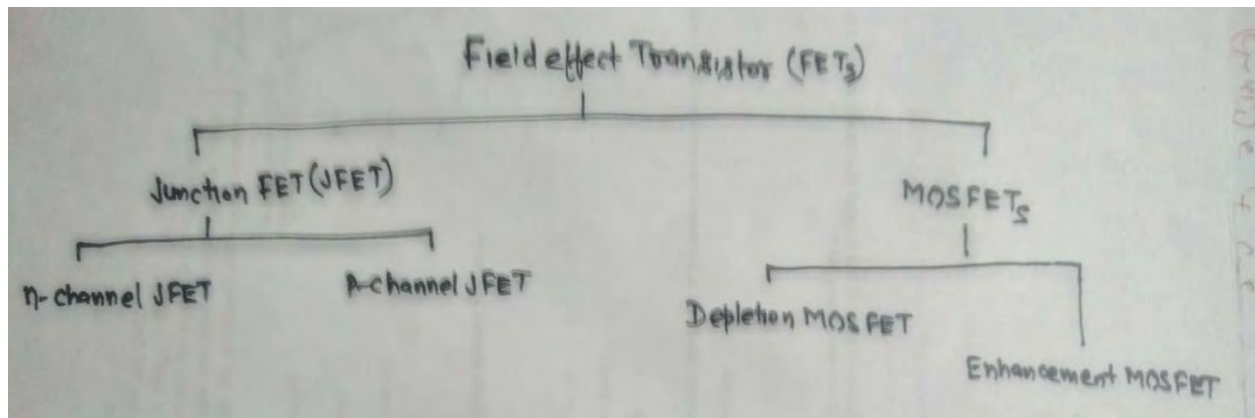 Field effect Transistor (FETs)
Junction FET (JFET)
MOSFETs
n-channel JFET
p-channel JFET
Depletion MOSFET
Enhancement MOSFET